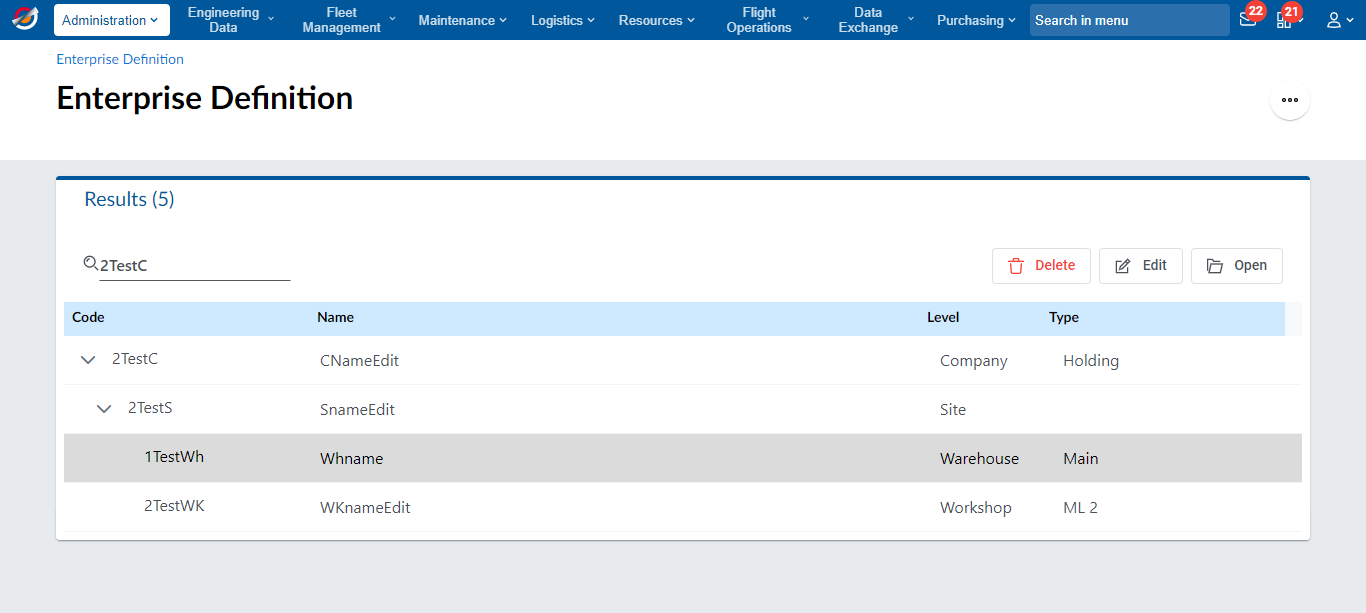 Administration
Engineering
Data
Fleet
Management
Maintenance
Logistics
Resources
Flight
Operations
Data
Exchange
Purchasing
Search in menu
22
21
Enterprise Definition
Enterprise Definition
Results (5)
2TestC
Delete
Edit
Open
Code Name Level Type
2TestC CNameEdit Company Holding
2TestS SnameEdit Site
1TestWh Whname Warehouse Main
2TestWK WKnameEdit Workshop ML 2